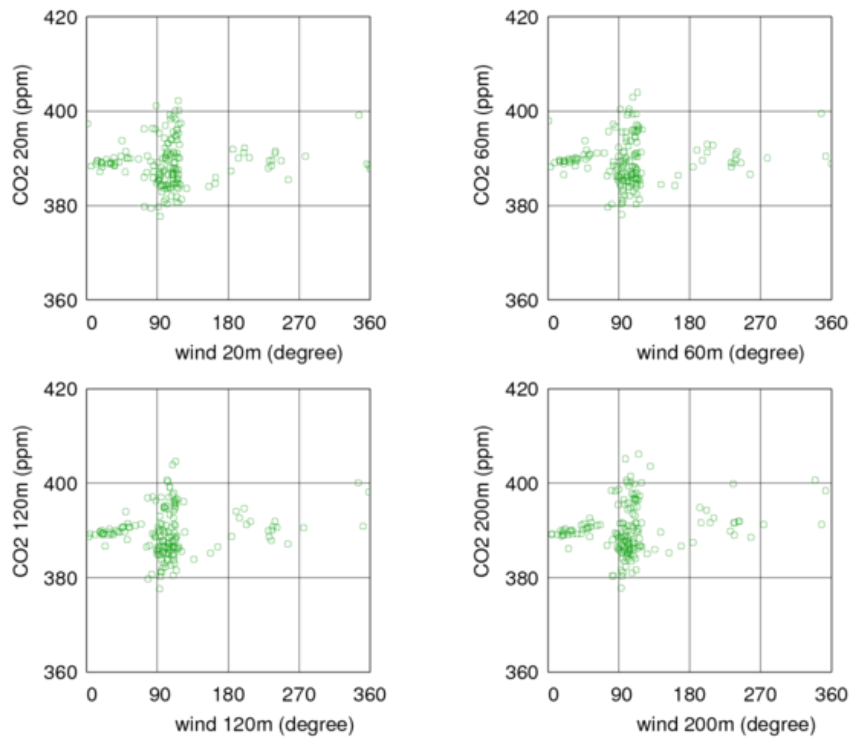 420
400
380
360
CO2 20m (ppm)
0 90 180 270 360
wind 20m (degree)
420
400
380
360
CO2 60m (ppm)
0 90 180 270 360
wind 60m (degree)
420
400
380
360
CO2 120m (ppm)
0 90 180 270 360
wind 120m (degree)
420
400
380
360
CO2 200m (ppm)
0 90 180 270 360
wind 200m (degree)